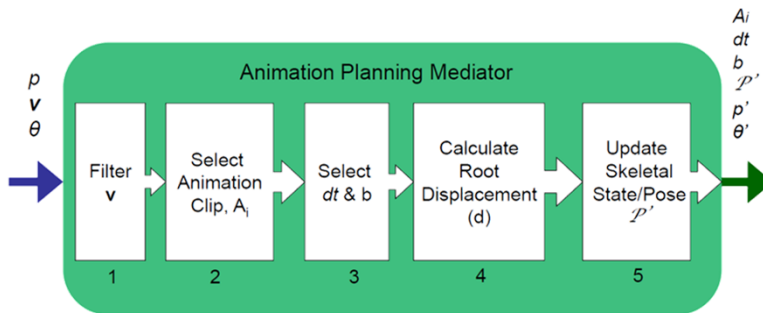 Animation Planning Mediator
p
v
θ
Filter
v
1
Select
Animation
Clip, Ai
2
Select
dt & b
3
Calculate
Root
Displacement
(d)
4
Update
Skeletal
State/Pose
𝒫'
5
Ai
dt
b
𝒫'
p'
θ'